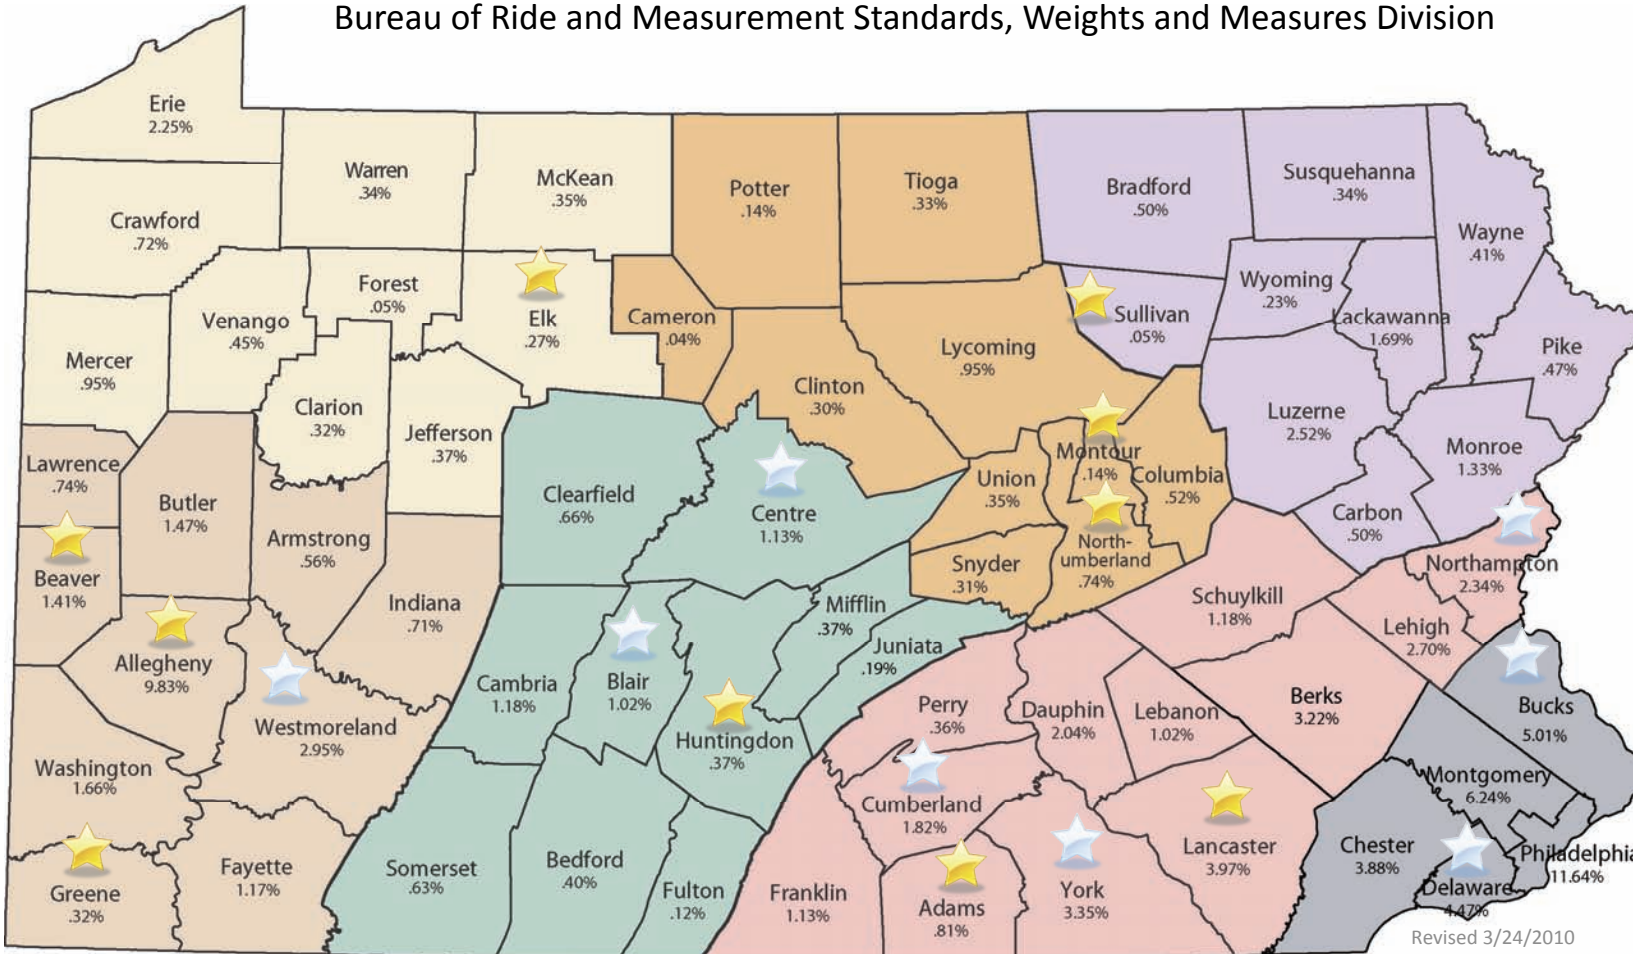 Bureau of Ride and Measurement Standards, Weights and Measures Division
Erie
2.25%
Warren
.34%
McKean
.35%
Potter
.14%
Tioga
.33%
Bradford
.50%
Susquehanna
.34%
Crawford
.72%
Wayne
.41%
Forest
.05%
Wyoming
.23%
Venango
.45%
Elk
.27%
Cameron
.04%
Sullivan
.05%
Lackawanna
1.69%
Mercer
.95%
Lycoming
.95%
Pike
.47%
Clinton
.30%
Clarion
.32%
Luzerne
2.52%
Jefferson
.37%
Monroe
1.33%
Lawrence
.74%
Montour
.14%
Columbia
.52%
Union
.35%
Butler
1.47%
Clearfield
.66%
Centre
1.13%
Carbon
.50%
Armstrong
.56%
North-
umberland
.74%
Snyder
.31%
Northampton
2.34%
Beaver
1.41%
Indiana
.71%
Mifflin
.37%
Schuylkill
1.18%
Lehigh
2.70%
Juniata
.19%
Allegheny
9.83%
Cambria
1.18%
Blair
1.02%
Berks
3.22%
Perry
.36%
Dauphin
2.04%
Lebanon
1.02%
Bucks
5.01%
Westmoreland
2.95%
Huntingdon
.37%
Washington
1.66%
Montgomery
6.24%
Cumberland
1.82%
Lancaster
3.97%
Chester
3.88%
Philadelphia
11.64%
Somerset
.63%
Bedford
.40%
Fayette
1.17%
Greene
.32%
Fulton
.12%
Franklin
1.13%
Adams
.81%
York
3.35%
Delaware
4.47%
Revised 3/24/2010